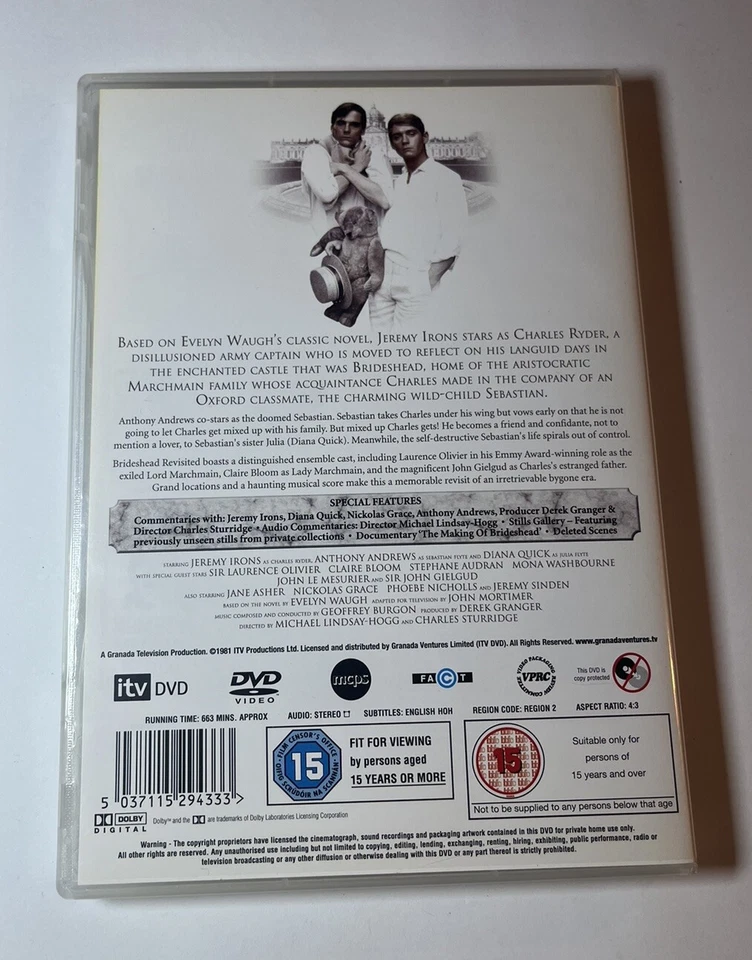 BASED ON EVELYN WAUGH'S CLASSIC NOVEL, JEREMY IRONS STARS AS CHARLES RYDER, A
DISILLUSIONED ARMY CAPTAIN WHO IS MOVED TO REFLECT ON HIS LANGUID DAYS IN
THE ENCHANTED CASTLE THAT WAS BRIDESHEAD, HOME OF THE ARISTOCRATIC
MARCHMAIN FAMILY WHOSE ACQUAINTANCE CHARLES MADE IN THE COMPANY OF AN
OXFORD CLASSMATE, THE CHARMING WILD-CHILD SEBASTIAN.
Anthony Andrews co-stars as the doomed Sebastian. Sebastian takes Charles under his wing but vows early on that he is not
going to let Charles get mixed up with his family. But mixed up Charles gets! He becomes a friend and confidante, not to
mention a lover, to Sebastian's sister Julia (Diana Quick). Meanwhile, the self-destructive Sebastian's life spirals out of control.
Brideshead Revisited boasts a distinguished ensemble cast, including Laurence Olivier in his Emmy Award-winning role as the
exiled Lord Marchmain, Claire Bloom as Lady Marchmain, and the magnificent John Gielgud as Charles's estranged father.
Grand locations and a haunting musical score make this a memorable revisit of an irretrievable bygone era.
SPECIAL FEATURES
Commentaries with: Jeremy Irons, Diana Quick, Nickolas Grace, Anthony Andrews, Producer Derek Granger &
Director Charles Sturridge • Audio Commentaries: Director Michael Lindsay-Hogg • Stills Gallery – Featuring
previously unseen stills from private collections • Documentary 'The Making Of Brideshead' • Deleted Scenes
STARRING JEREMY IRONS AS CHARLES RYDER, ANTHONY ANDREWS AS SEBASTIAN FLYTE AND DIANA QUICK AS JULIA FLYTE
WITH SPECIAL GUEST STARS SIR LAURENCE OLIVIER CLAIRE BLOOM STEPHANE AUDRAN MONA WASHBOURNE
JOHN LE MESURIER AND SIR JOHN GIELGUD
ALSO STARRING JANE ASHER NICKOLAS GRACE PHOEBE NICHOLLS AND JEREMY SINDEN
BASED ON THE NOVEL BY EVELYN WAUGH ADAPTED FOR TELEVISION BY JOHN MORTIMER
MUSIC COMPOSED AND CONDUCTED BY GEOFFREY BURGON PRODUCED BY DEREK GRANGER
DIRECTED BY MICHAEL LINDSAY-HOGG AND CHARLES STURRIDGE
A Granada Television Production. ©1981 ITV Productions Ltd. Licensed and distributed by Granada Ventures Limited (ITV DVD). All Rights Reserved. www.granadaventures.tv
itv DVD
DVD
VIDEO
mcps
FACT
VIDEO PACKAGING REVIEW COMMITTEE
VPRC
This DVD is
copy protected
RUNNING TIME: 663 MINS. APPROX AUDIO: STEREO SUBTITLES: ENGLISH HOH REGION CODE: REGION 2 ASPECT RATIO: 4:3
FILM CENSOR'S OFFICE
15
OIFIG SCRÚDÓIR NA SCANNÁN
FIT FOR VIEWING
by persons aged
15 YEARS OR MORE
15
Suitable only for
persons of
15 years and over
Not to be supplied to any persons below that age
5 037115 294333 >
DOLBY
DIGITAL
Dolby™ and the DD are trademarks of Dolby Laboratories Licensing Corporation
Warning - The copyright proprietors have licensed the cinematograph, sound recordings and packaging artwork contained in this DVD for private home use only.
All other rights are reserved. Any unauthorised use including but not limited to copying, editing, lending, exchanging, renting, hiring, exhibiting, public performance, radio or
television broadcasting or any other diffusion or otherwise dealing with this DVD or any part thereof is strictly prohibited.